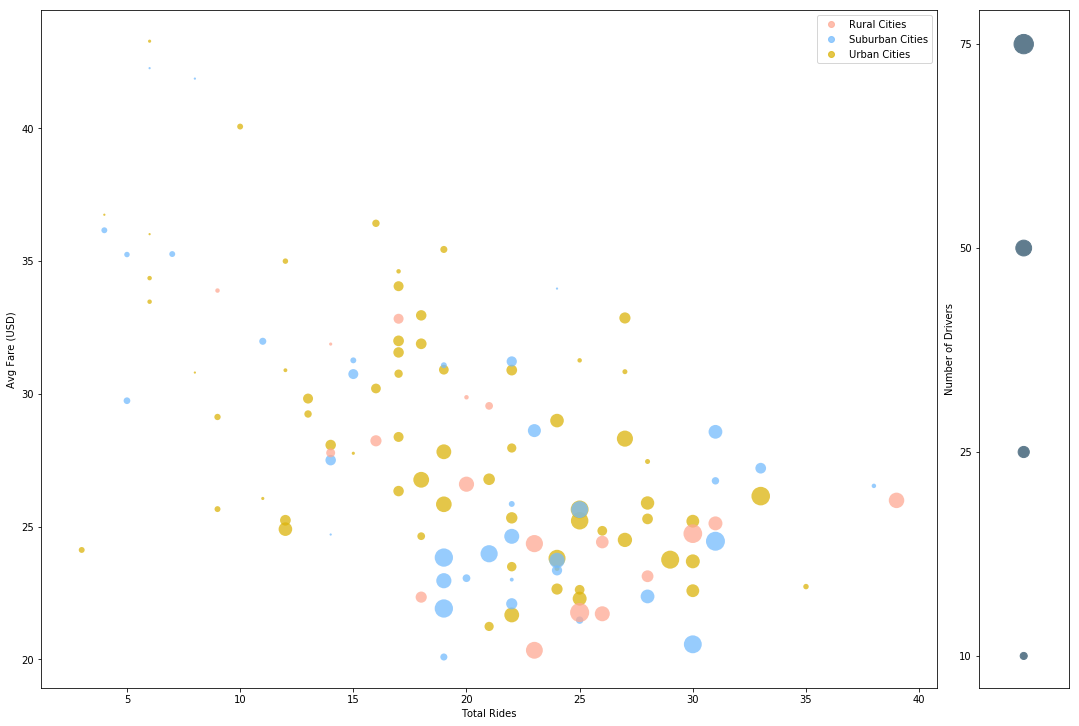 Rural Cities
Suburban Cities
Urban Cities
Avg Fare (USD)
40
35
30
25
20
5
10
15
20
25
30
35
40
Total Rides
Number of Drivers
75
50
25
10